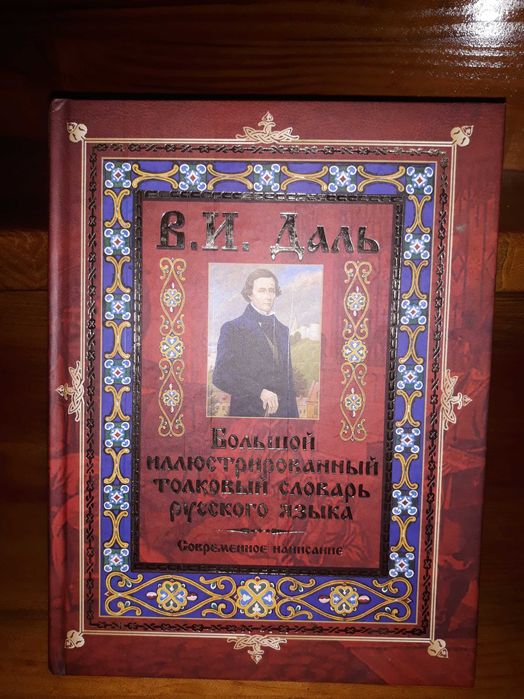 В.И. Даль
Большой
иллюстрированный
толковый словарь
русского языка
Современное написание